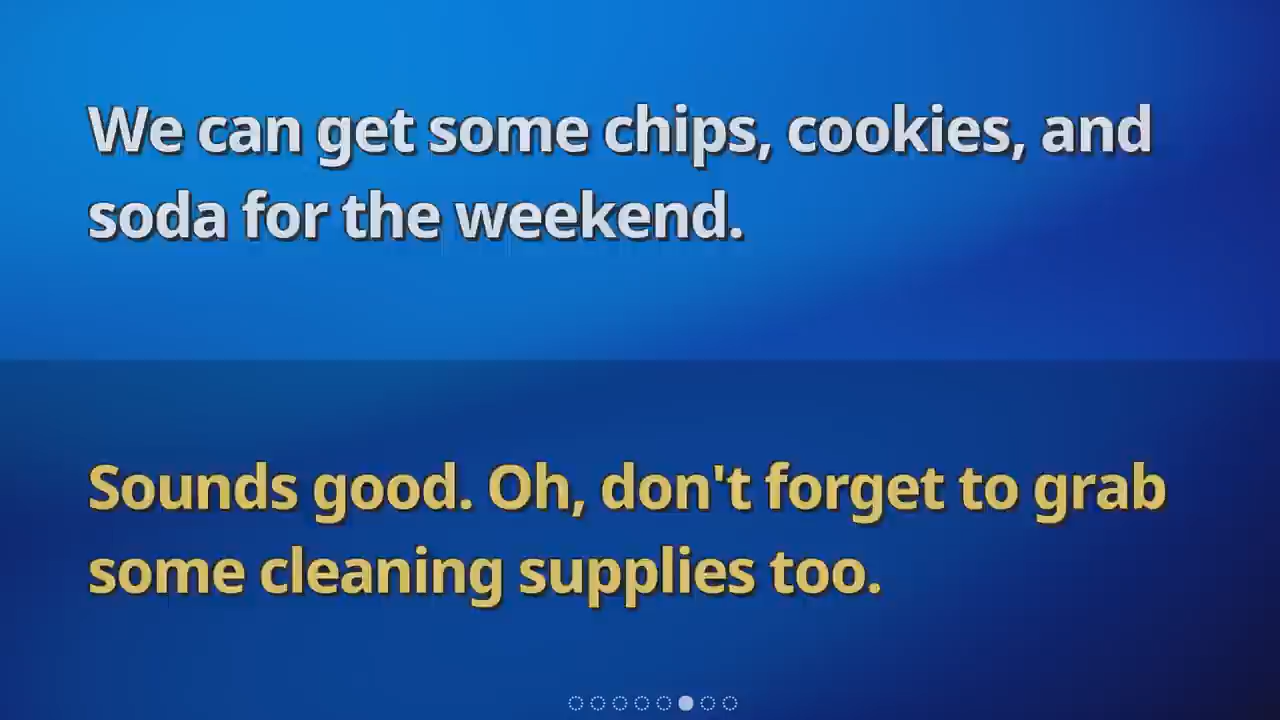 We can get some chips, cookies, and
soda for the weekend.
Sounds good. Oh, don't forget to grab
some cleaning supplies too.